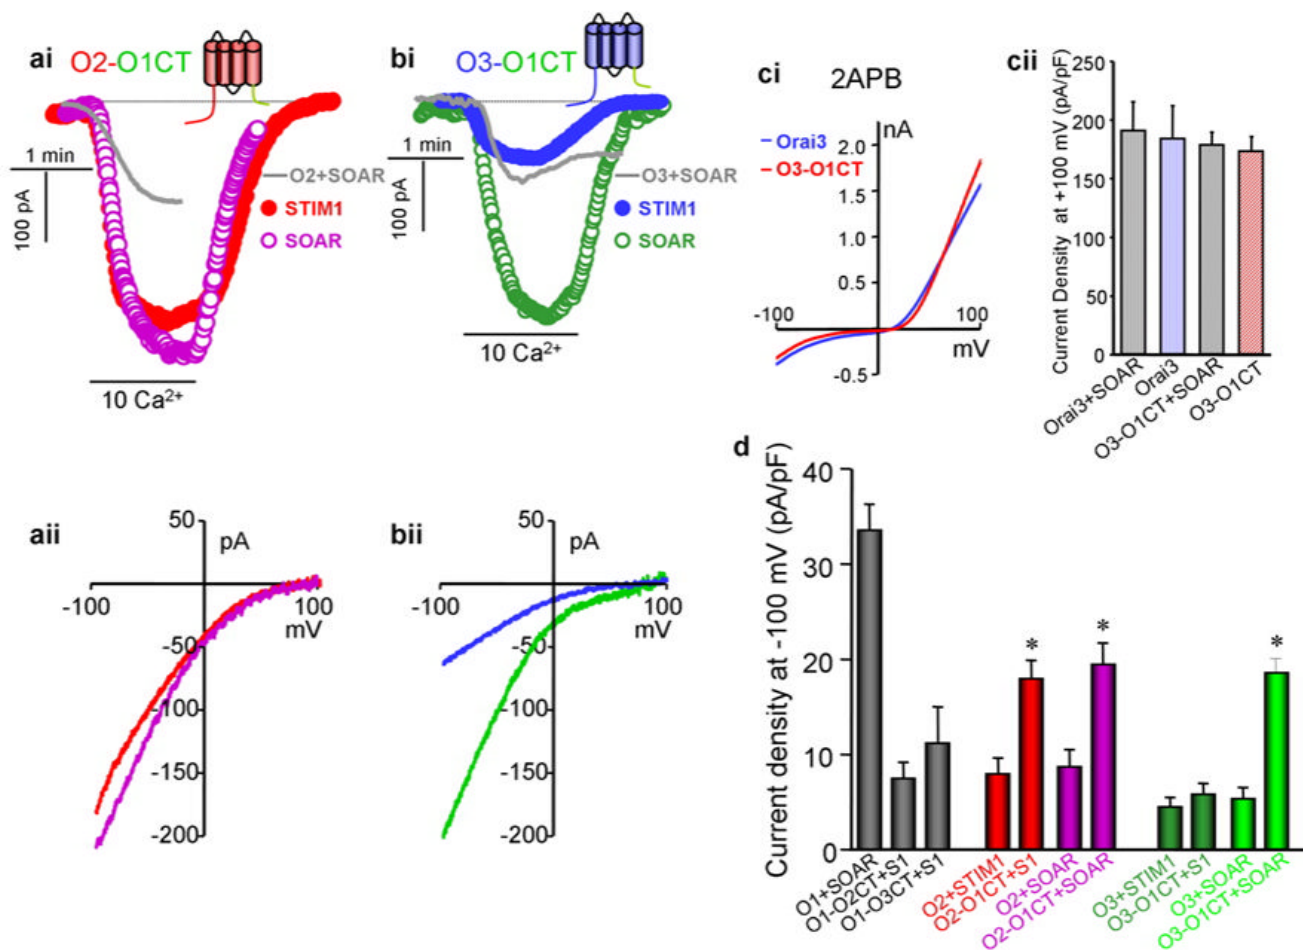 ai
O2-O1CT
1 min
100 pA
O2+SOAR
STIM1
SOAR
10 Ca²⁺
bi
O3-O1CT
1 min
100 pA
O3+SOAR
STIM1
SOAR
10 Ca²⁺
ci
2APB
nA
Orai3
O3-O1CT
2.0
1.0
0.5
-100
100
mV
-0.5
cii
Current Density at +100 mV (pA/pF)
250
200
150
100
50
0
Orai3+SOAR
Orai3
O3-O1CT+SOAR
O3-O1CT
aii
50
pA
-100
100
mV
-50
-100
-150
-200
bii
50
pA
-100
100
mV
-50
-100
-150
-200
d
Current density at -100 mV (pA/pF)
40
30
20
10
0
*
*
*
O1+SOAR
O1-O2CT+S1
O1-O3CT+S1
O2+STIM1
O2-O1CT+S1
O2+SOAR
O2-O1CT+SOAR
O3+STIM1
O3-O1CT+S1
O3+SOAR
O3-O1CT+SOAR